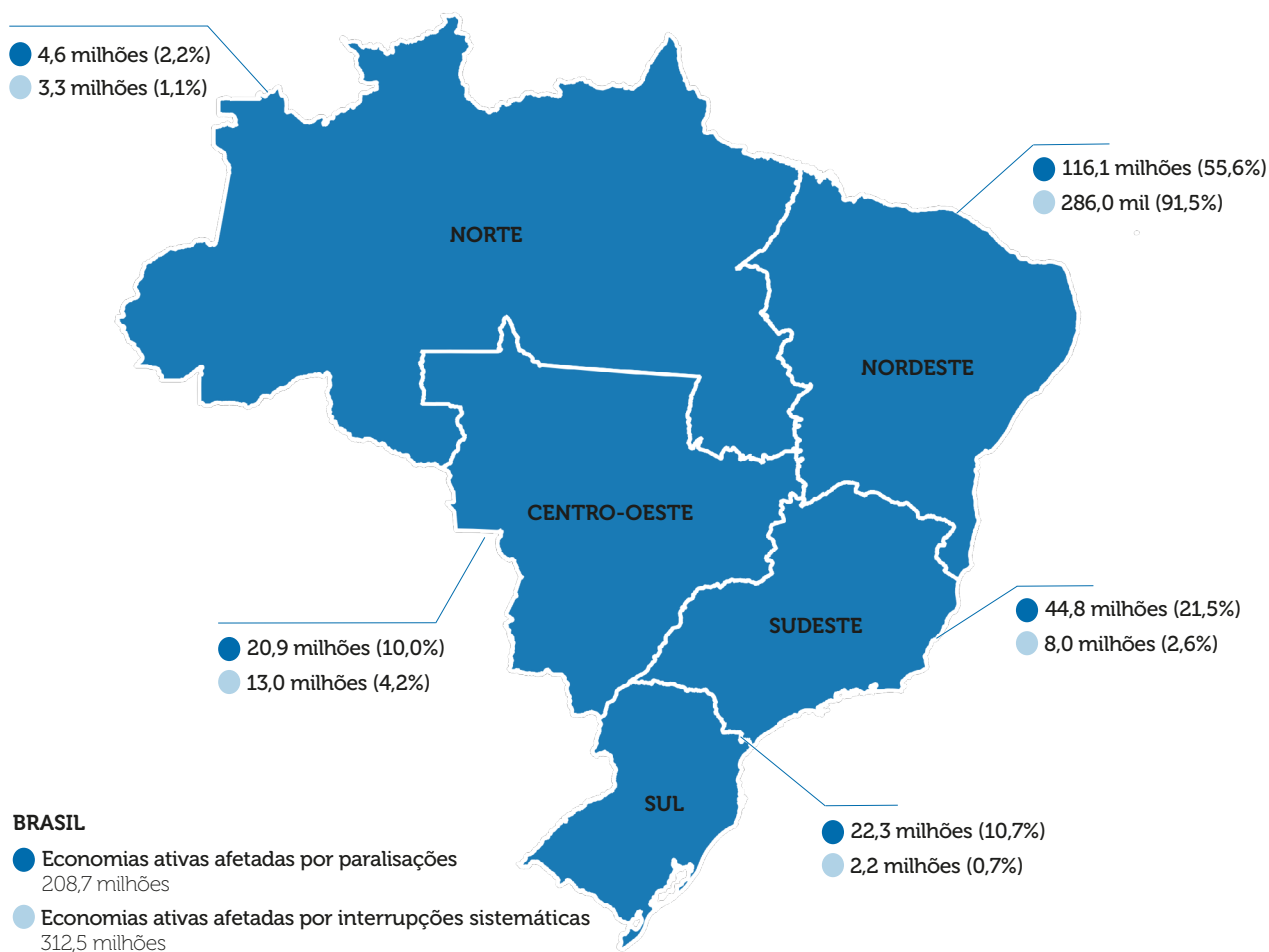 4,6 milhões (2,2%)
3,3 milhões (1,1%)
116,1 milhões (55,6%)
286,0 mil (91,5%)
NORTE
NORDESTE
CENTRO-OESTE
SUDESTE
44,8 milhões (21,5%)
8,0 milhões (2,6%)
20,9 milhões (10,0%)
13,0 milhões (4,2%)
SUL
22,3 milhões (10,7%)
2,2 milhões (0,7%)
BRASIL
Economias ativas afetadas por paralisações
208,7 milhões
Economias ativas afetadas por interrupções sistemáticas
312,5 milhões